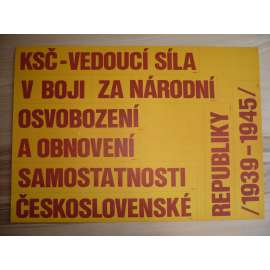 KSČ-VEDOUCÍ SÍLA
V BOJI ZA NÁRODNÍ
OSVOBOZENÍ
A OBNOVENÍ
SAMOSTATNOSTI
ČESKOSLOVENSKÉ
REPUBLIKY
/1939-1945/